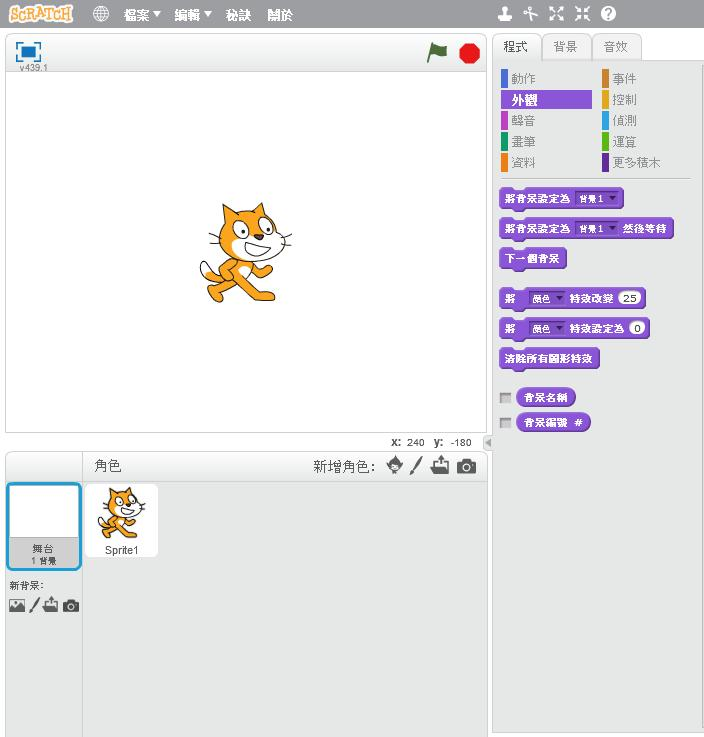 SCRATCH 檔案 編輯 秘訣 關於
v439.1
程式 背景 音效
動作 事件
外觀 控制
聲音 偵測
畫筆 運算
資料 更多積木
將背景設定為 背景1
將背景設定為 背景1 然後等待
下一個背景
將 顏色 特效改變 25
將 顏色 特效設定為 0
清除所有圖形特效
背景名稱
背景編號 #
X: 240 y: -180
角色 新增角色:
舞台
1 背景
Sprite1
新背景: